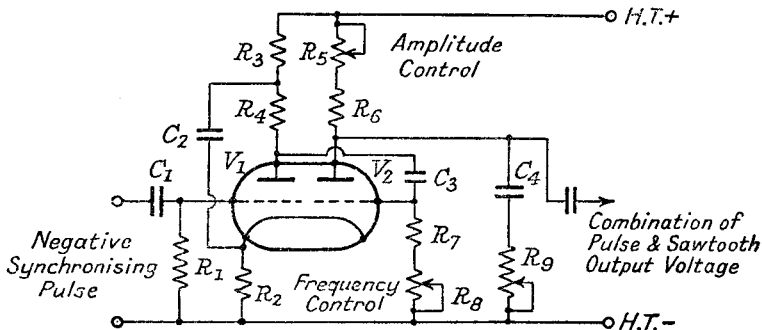 H.T.+
R3
R5
Amplitude
Control
R4
R6
C2
V1
V2
C1
C3
C4
Negative
Synchronising
Pulse
R1
R2
Frequency
Control
R7
R8
R9
Combination of
Pulse & Sawtooth
Output Voltage
H.T.-